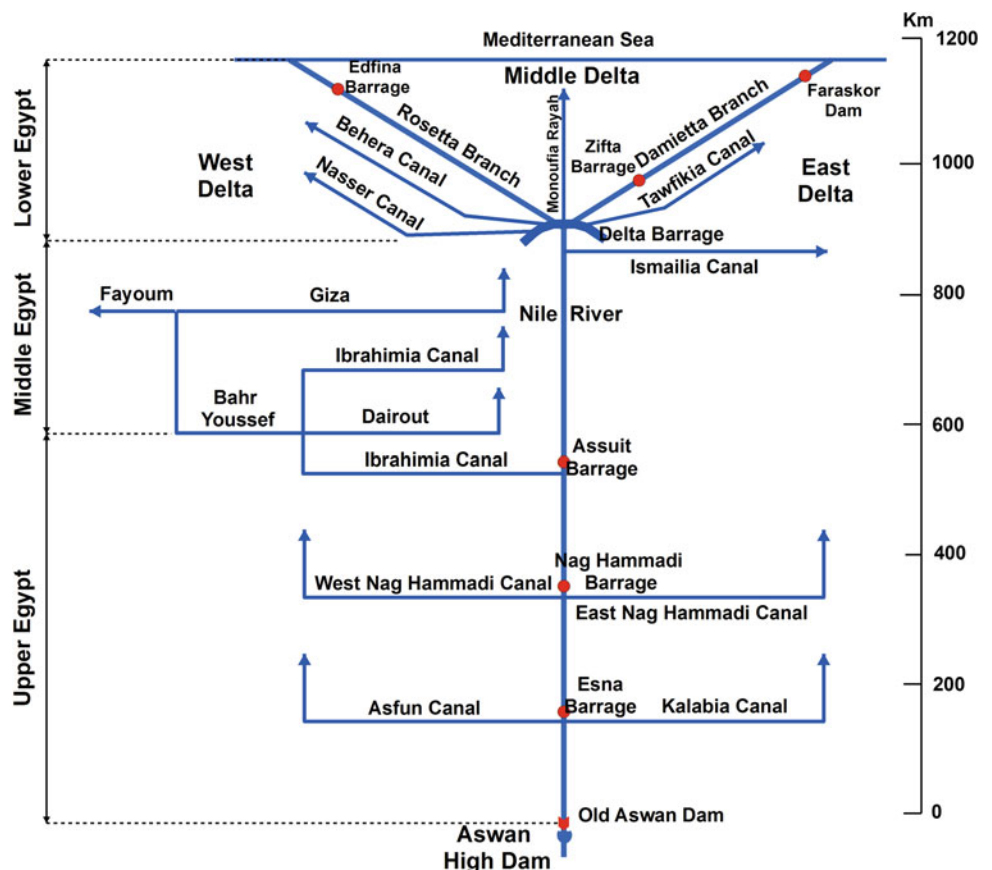 Km
1200
Mediterranean Sea
Edfina
Barrage
Middle Delta
Faraskor
Dam
Rosetta Branch
Behera Canal
Nasser Canal
Monoufia Rayah
Zifta
Barrage
Damietta Branch
Tawfikia Canal
West
Delta
East
Delta
1000
Lower Egypt
Delta Barrage
Ismailia Canal
Fayoum
Giza
Nile River
800
Middle Egypt
Ibrahimia Canal
Bahr
Youssef
Dairout
600
Ibrahimia Canal
Assuit
Barrage
Upper Egypt
400
Nag Hammadi
Barrage
West Nag Hammadi Canal
East Nag Hammadi Canal
200
Esna
Barrage
Asfun Canal
Kalabia Canal
0
Old Aswan Dam
Aswan
High Dam